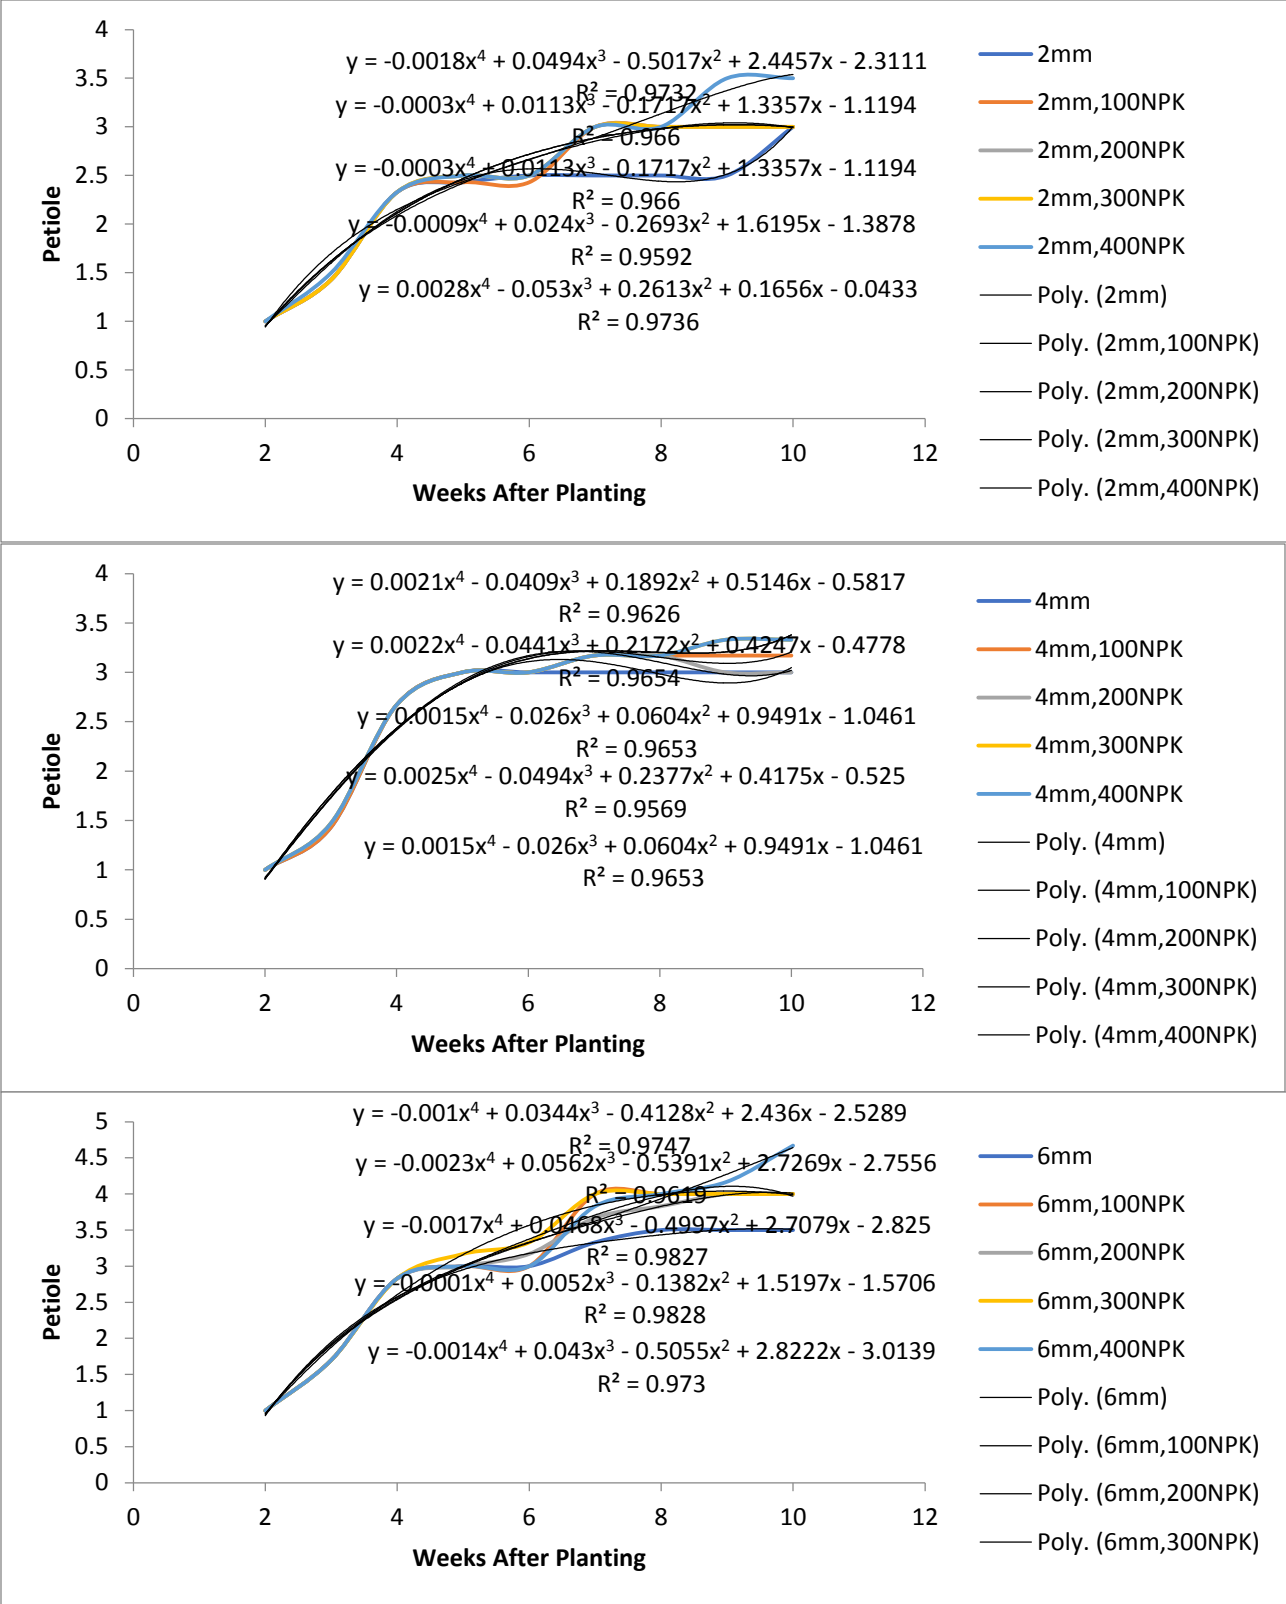 y = -0.0018x⁴ + 0.0494x³ - 0.5017x² + 2.4457x - 2.3111
R² = 0.9732
y = -0.0003x⁴ + 0.0113x³ - 0.1717x² + 1.3357x - 1.1194
R² = 0.966
y = -0.0003x⁴ + 0.0113x³ - 0.1717x² + 1.3357x - 1.1194
R² = 0.966
y = -0.0009x⁴ + 0.024x³ - 0.2693x² + 1.6195x - 1.3878
R² = 0.9592
y = 0.0028x⁴ - 0.053x³ + 0.2613x² + 0.1656x - 0.0433
R² = 0.9736
4
3.5
3
2.5
2
1.5
1
0.5
0
Petiole
0 2 4 6 8 10 12
Weeks After Planting
2mm
2mm,100NPK
2mm,200NPK
2mm,300NPK
2mm,400NPK
Poly. (2mm)
Poly. (2mm,100NPK)
Poly. (2mm,200NPK)
Poly. (2mm,300NPK)
Poly. (2mm,400NPK)
y = 0.0021x⁴ - 0.0409x³ + 0.1892x² + 0.5146x - 0.5817
R² = 0.9626
y = 0.0022x⁴ - 0.0441x³ + 0.2172x² + 0.4247x - 0.4778
R² = 0.9654
y = 0.0015x⁴ - 0.026x³ + 0.0604x² + 0.9491x - 1.0461
R² = 0.9653
y = 0.0025x⁴ - 0.0494x³ + 0.2377x² + 0.4175x - 0.525
R² = 0.9569
y = 0.0015x⁴ - 0.026x³ + 0.0604x² + 0.9491x - 1.0461
R² = 0.9653
4
3.5
3
2.5
2
1.5
1
0.5
0
Petiole
0 2 4 6 8 10 12
Weeks After Planting
4mm
4mm,100NPK
4mm,200NPK
4mm,300NPK
4mm,400NPK
Poly. (4mm)
Poly. (4mm,100NPK)
Poly. (4mm,200NPK)
Poly. (4mm,300NPK)
Poly. (4mm,400NPK)
y = -0.001x⁴ + 0.0344x³ - 0.4128x² + 2.436x - 2.5289
R² = 0.9747
y = -0.0023x⁴ + 0.0562x³ - 0.5391x² + 2.7269x - 2.7556
R² = 0.9619
y = -0.0017x⁴ + 0.0468x³ - 0.4997x² + 2.7079x - 2.825
R² = 0.9827
y = -0.0001x⁴ + 0.0052x³ - 0.1382x² + 1.5197x - 1.5706
R² = 0.9828
y = -0.0014x⁴ + 0.043x³ - 0.5055x² + 2.8222x - 3.0139
R² = 0.973
5
4.5
4
3.5
3
2.5
2
1.5
1
0.5
0
Petiole
0 2 4 6 8 10 12
Weeks After Planting
6mm
6mm,100NPK
6mm,200NPK
6mm,300NPK
6mm,400NPK
Poly. (6mm)
Poly. (6mm,100NPK)
Poly. (6mm,200NPK)
Poly. (6mm,300NPK)